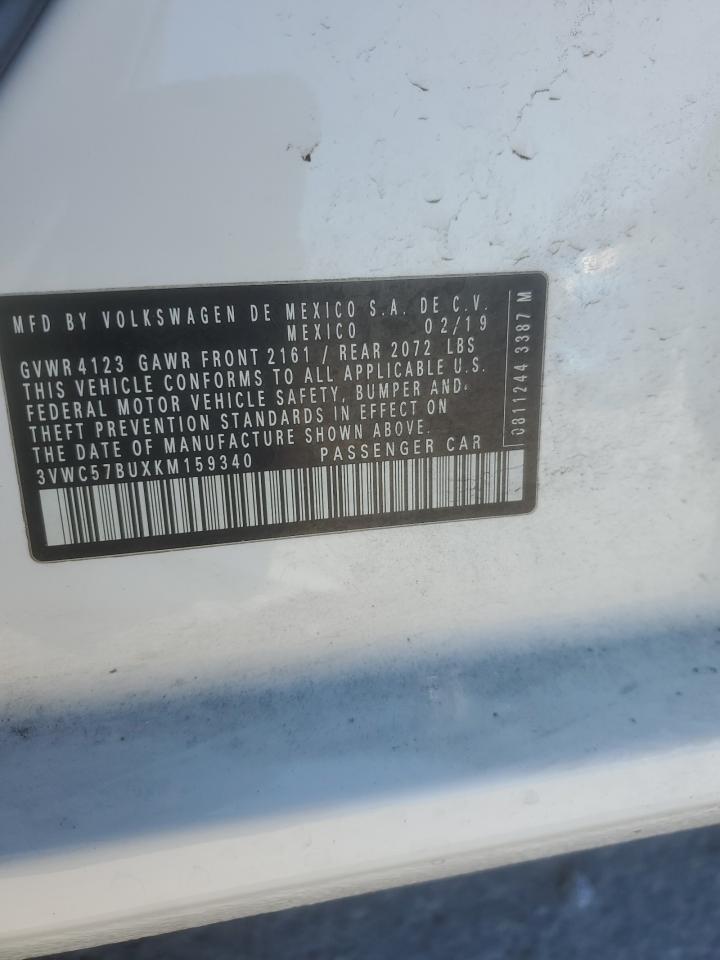 MFD BY VOLKSWAGEN DE MEXICO S.A. DE C.V.
MEXICO 02/19
GVWR 4123 GAWR FRONT 2161 / REAR 2072 LBS
THIS VEHICLE CONFORMS TO ALL APPLICABLE U.S.
FEDERAL MOTOR VEHICLE SAFETY, BUMPER AND
THEFT PREVENTION STANDARDS IN EFFECT ON
THE DATE OF MANUFACTURE SHOWN ABOVE.
3VWC57BUXKM159340 PASSENGER CAR
0811244 3387 M